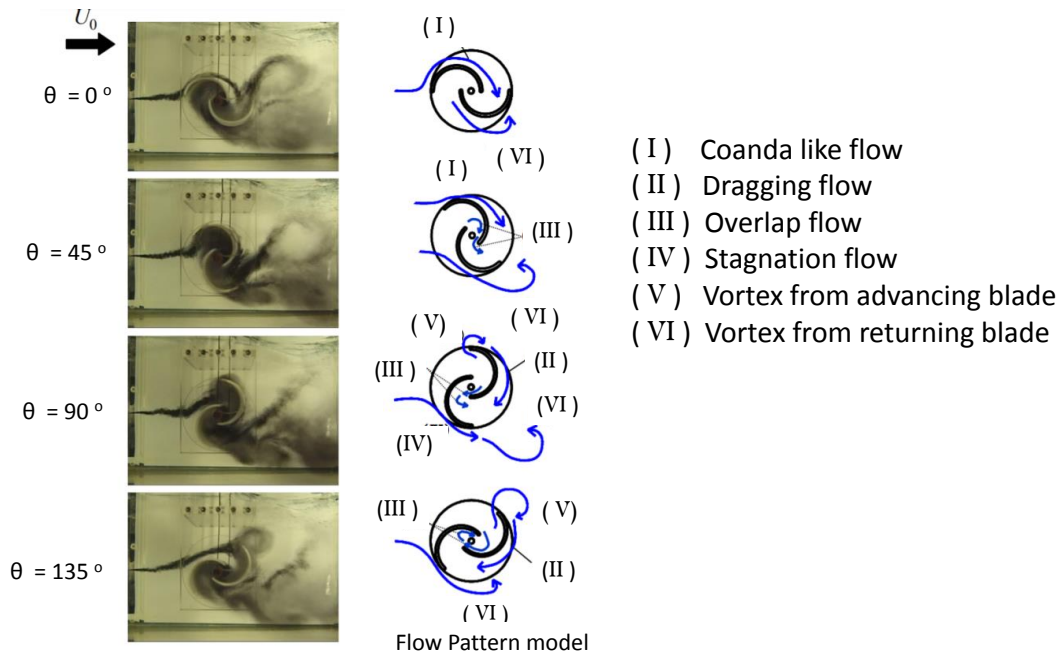 U0
θ = 0 o
( I )
( VI )
( I ) Coanda like flow
( II ) Dragging flow
( III ) Overlap flow
( IV ) Stagnation flow
( V ) Vortex from advancing blade
( VI ) Vortex from returning blade
θ = 45 o
( I )
(III )
θ = 90 o
( V )
( VI )
(III )
(II )
( VI )
(IV)
θ = 135 o
(III )
( V)
(II )
( VI )
Flow Pattern model